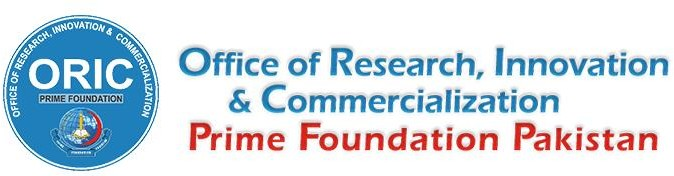 OFFICE OF RESEARCH, INNOVATION & COMMERCIALIZATION
ORIC
PRIME FOUNDATION
Office of Research, Innovation
& Commercialization
Prime Foundation Pakistan